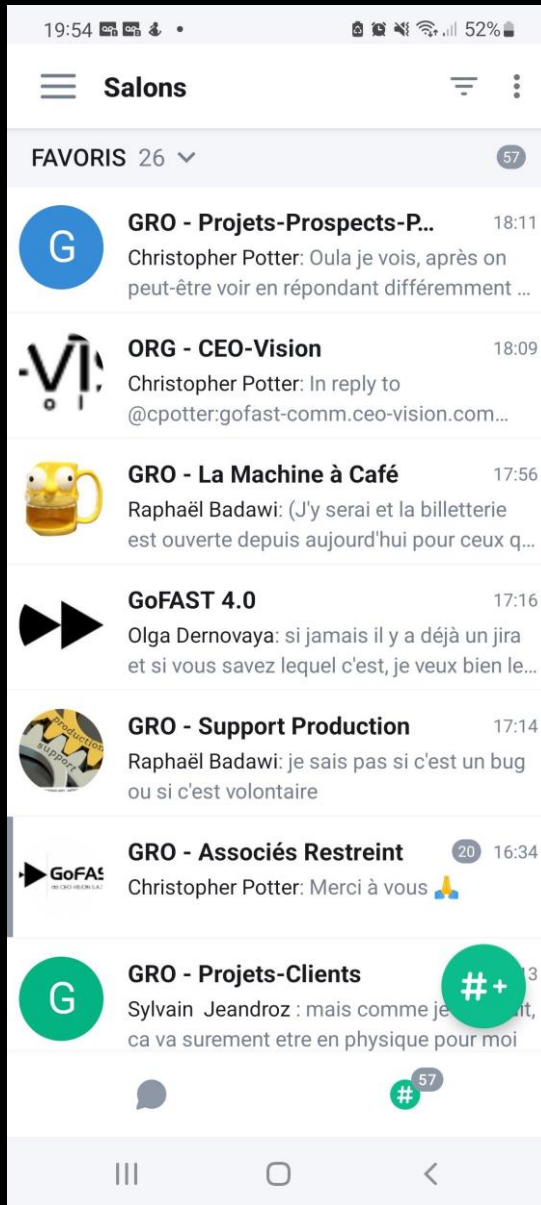 19:54 52%
Salons
FAVORIS 26 57
G
GRO - Projets-Prospects-P... 18:11
Christopher Potter: Oula je vois, après on
peut-être voir en répondant différemment ...
ORG - CEO-Vision 18:09
Christopher Potter: In reply to
@cpotter:gofast-comm.ceo-vision.com...
GRO - La Machine à Café 17:56
Raphaël Badawi: (J'y serai et la billetterie
est ouverte depuis aujourd'hui pour ceux q...
GoFAST 4.0 17:16
Olga Dernovaya: si jamais il y a déjà un jira
et si vous savez lequel c'est, je veux bien le...
production
support
GRO - Support Production 17:14
Raphaël Badawi: je sais pas si c'est un bug
ou si c'est volontaire
GoFAS
GRO - Associés Restreint 20 16:34
Christopher Potter: Merci à vous 🙏
G
GRO - Projets-Clients 13
Sylvain Jeandroz : mais comme je it,
ca va surement etre en physique pour moi
#+
# 57